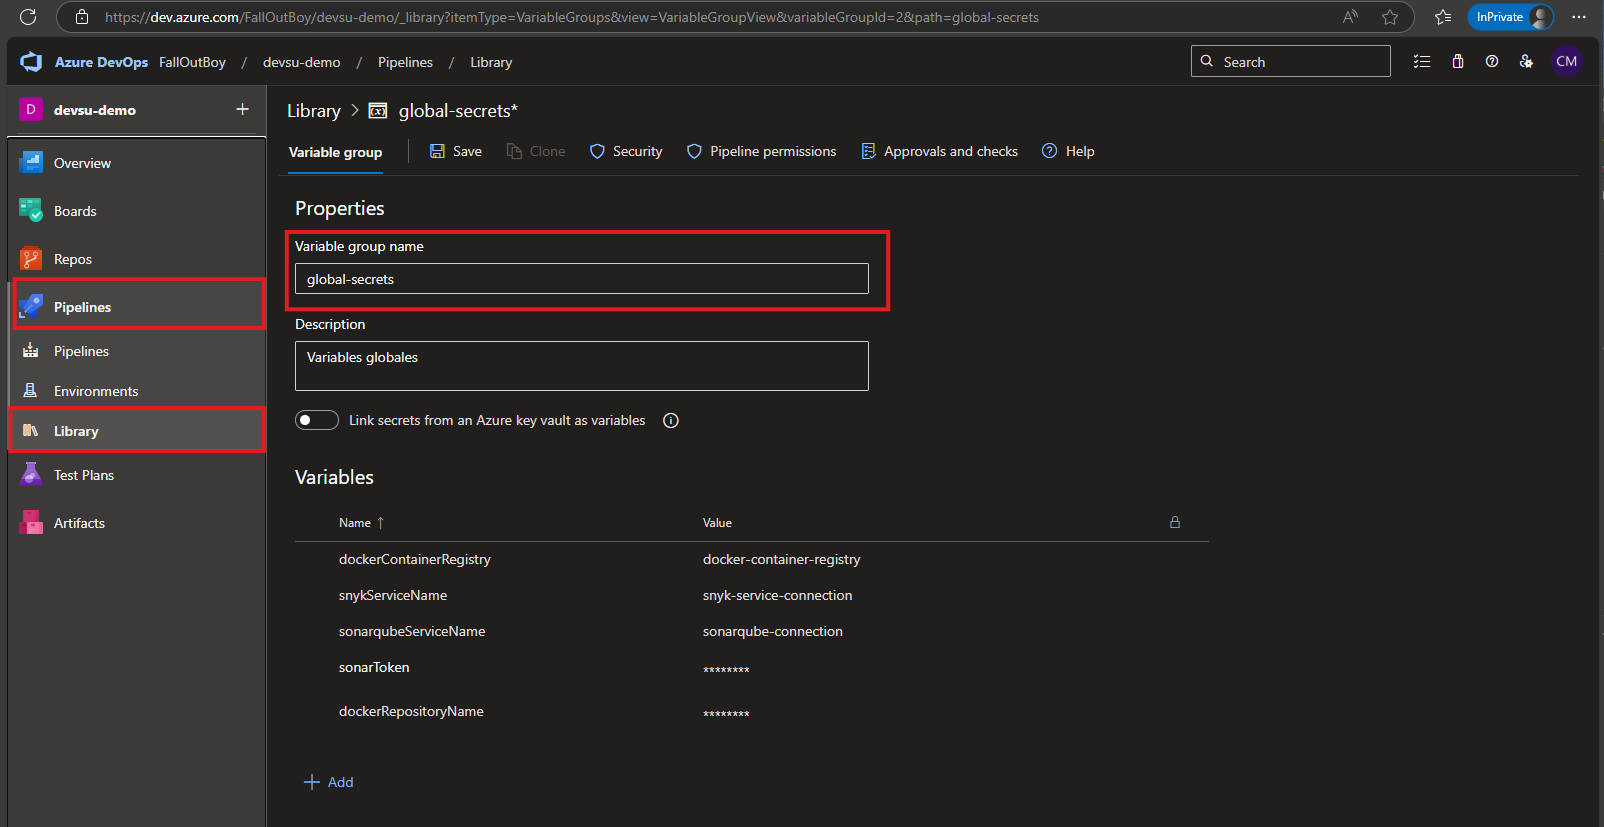 https://dev.azure.com/FallOutBoy/devsu-demo/_library?itemType=VariableGroups&view=VariableGroupView&variableGroupId=2&path=global-secrets
InPrivate
Azure DevOps FallOutBoy / devsu-demo / Pipelines / Library
Search
CM
D devsu-demo +
Overview
Boards
Repos
Pipelines
Pipelines
Environments
Library
Test Plans
Artifacts
Library > (x) global-secrets*
Variable group Save Clone Security Pipeline permissions Approvals and checks Help
Properties
Variable group name
global-secrets
Description
Variables globales
Link secrets from an Azure key vault as variables
Variables
Name ↑ Value
dockerContainerRegistry docker-container-registry
snykServiceName snyk-service-connection
sonarqubeServiceName sonarqube-connection
sonarToken ********
dockerRepositoryName ********
+ Add